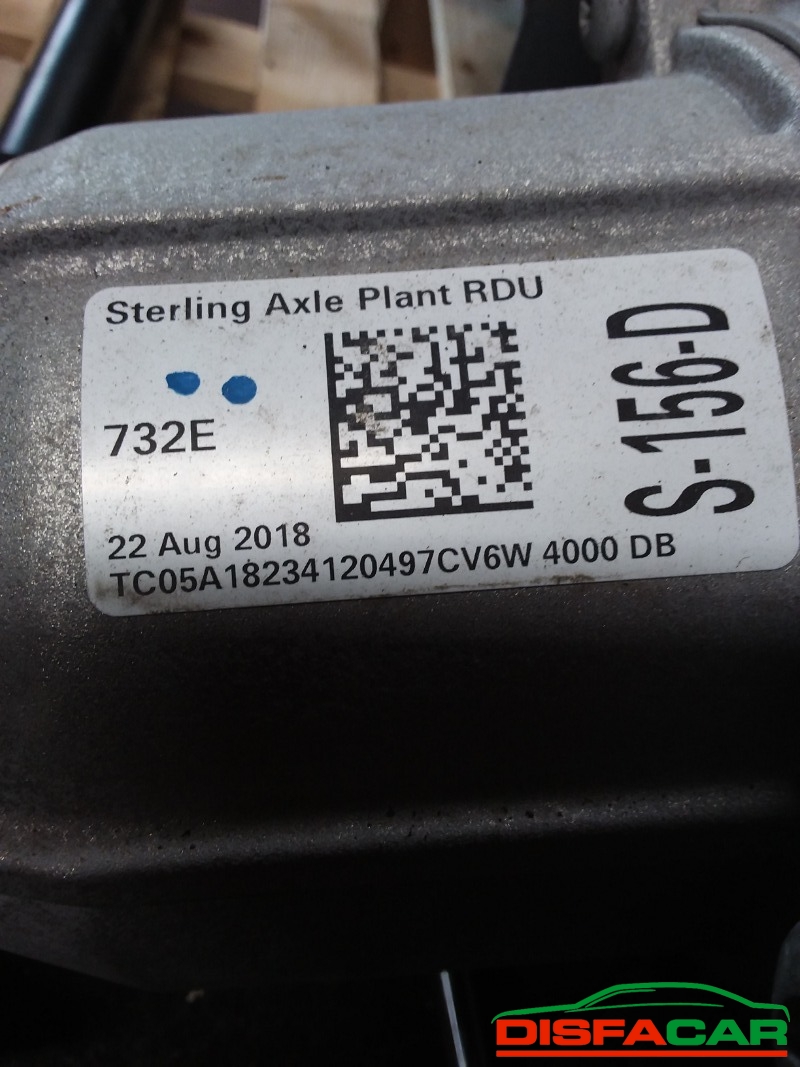 Sterling Axle Plant RDU
732E
S-156-D
22 Aug 2018
TC05A18234120497CV6W 4000 DB
DISFACAR